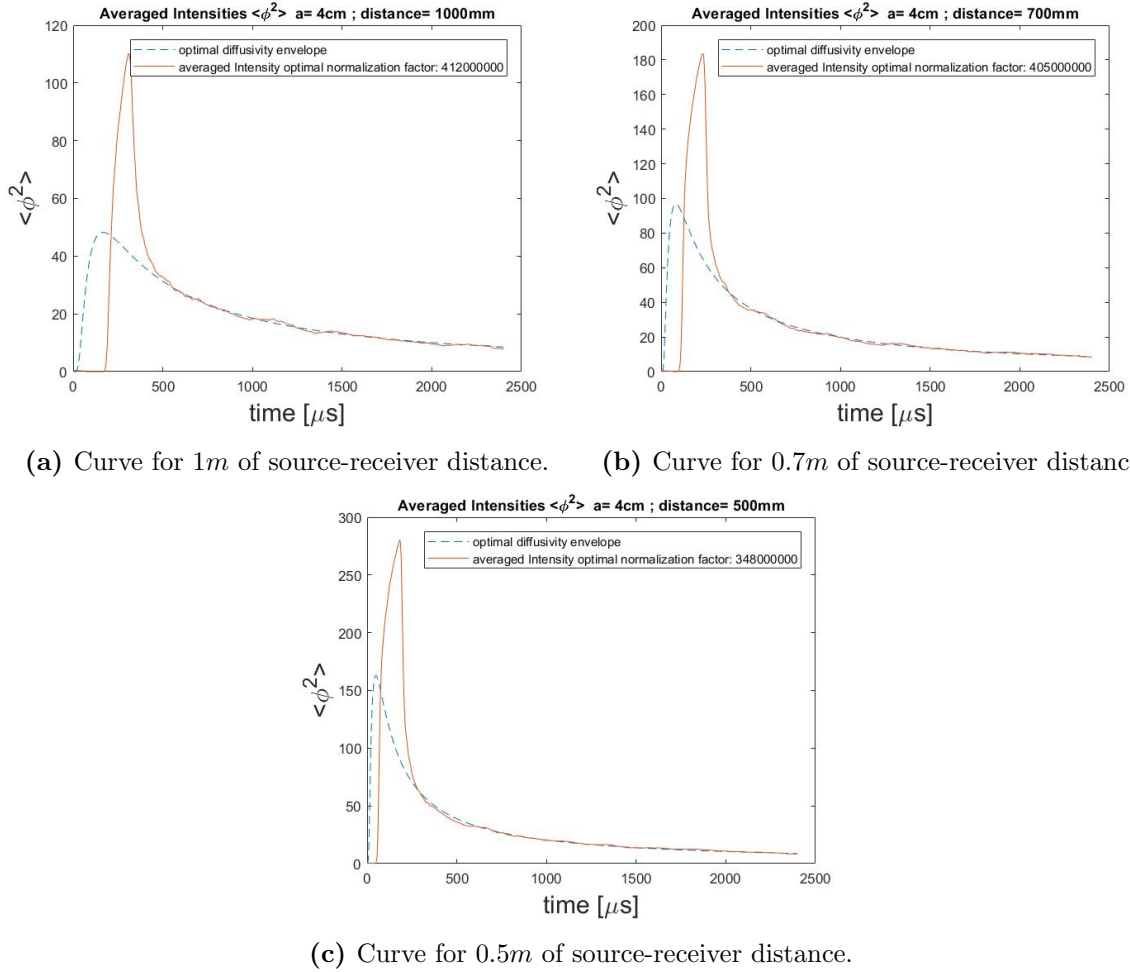 Averaged Intensities <ϕ²> a= 4cm ; distance= 1000mm
120
100
80
60
40
20
0
<ϕ²>
optimal diffusivity envelope
averaged Intensity optimal normalization factor: 412000000
0 500 1000 1500 2000 2500
time [μs]
(a) Curve for 1m of source-receiver distance.
Averaged Intensities <ϕ²> a= 4cm ; distance= 700mm
200
180
160
140
120
100
80
60
40
20
0
<ϕ²>
optimal diffusivity envelope
averaged Intensity optimal normalization factor: 405000000
0 500 1000 1500 2000 2500
time [μs]
(b) Curve for 0.7m of source-receiver distanc
Averaged Intensities <ϕ²> a= 4cm ; distance= 500mm
300
250
200
150
100
50
0
<ϕ²>
optimal diffusivity envelope
averaged Intensity optimal normalization factor: 348000000
0 500 1000 1500 2000 2500
time [μs]
(c) Curve for 0.5m of source-receiver distance.